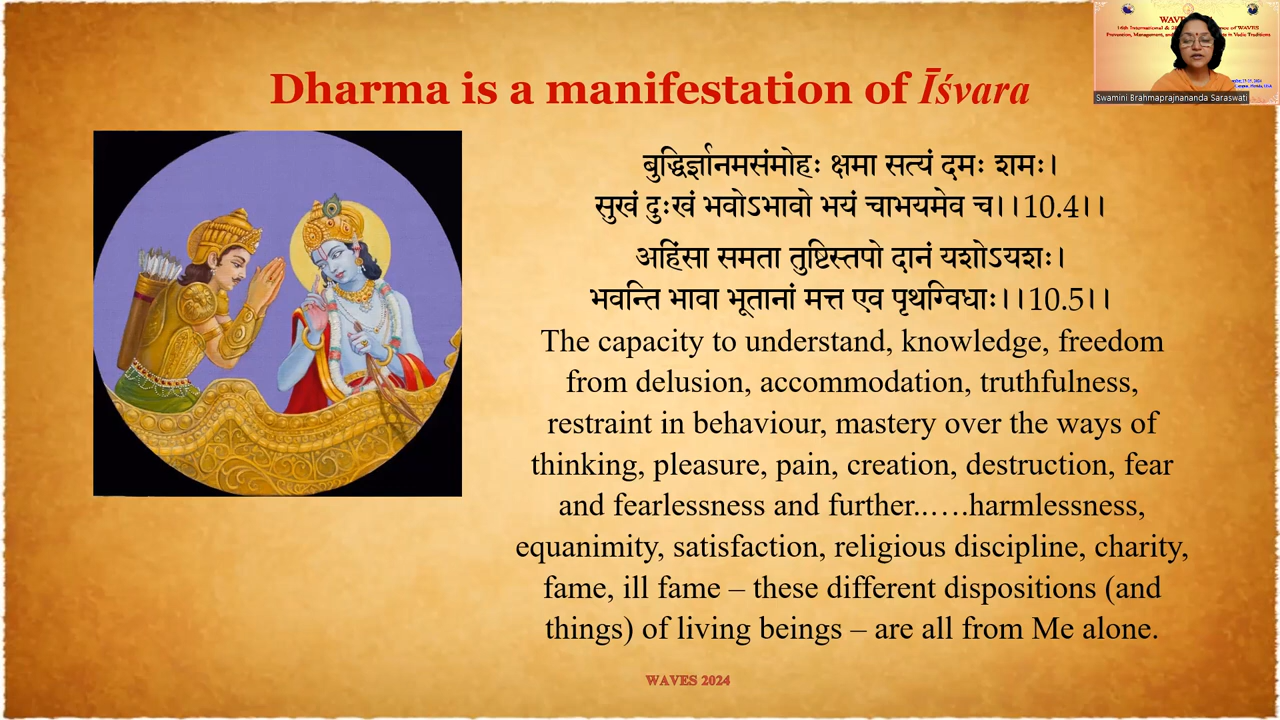 Dharma is a manifestation of Īśvara
बुद्धिर्ज्ञानमसंमोहः क्षमा सत्यं दमः शमः।
सुखं दुःखं भवोऽभावो भयं चाभयमेव च।।10.4।।
अहिंसा समता तुष्टिस्तपो दानं यशोऽयशः।
भवन्ति भावा भूतानां मत्त एव पृथग्विधाः।।10.5।।
The capacity to understand, knowledge, freedom
from delusion, accommodation, truthfulness,
restraint in behaviour, mastery over the ways of
thinking, pleasure, pain, creation, destruction, fear
and fearlessness and further...…harmlessness,
equanimity, satisfaction, religious discipline, charity,
fame, ill fame – these different dispositions (and
things) of living beings – are all from Me alone.
WAVES 2024
Swamini Brahmaprajnananda Saraswati